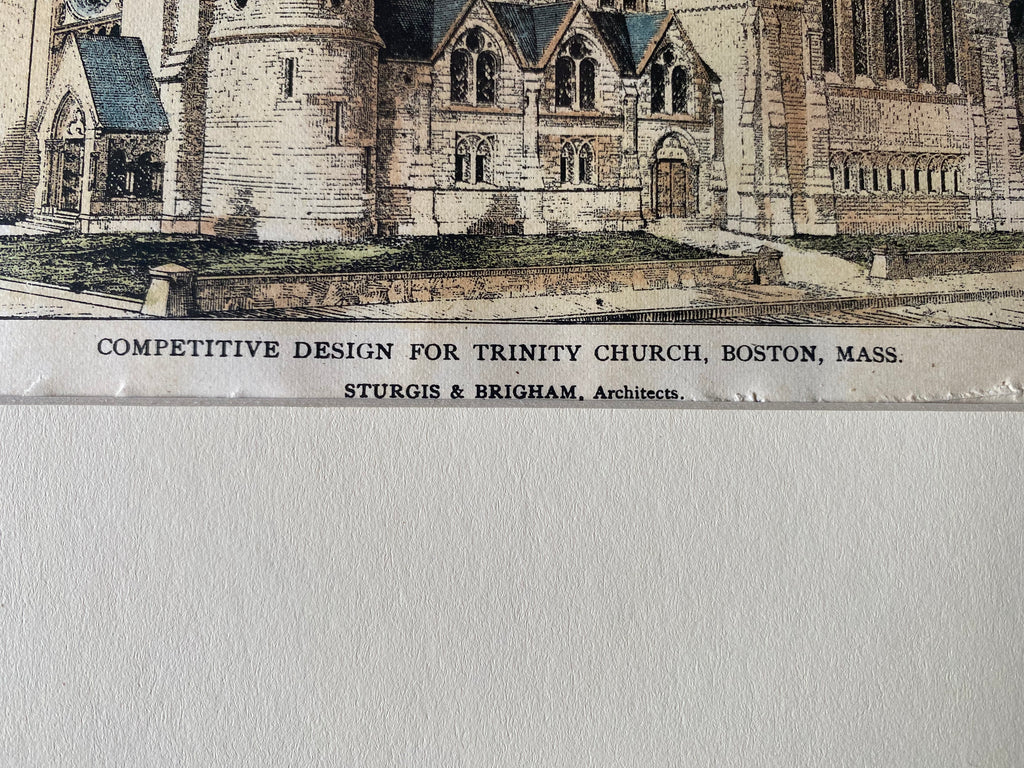 COMPETITIVE DESIGN FOR TRINITY CHURCH, BOSTON, MASS.
STURGIS & BRIGHAM, Architects.